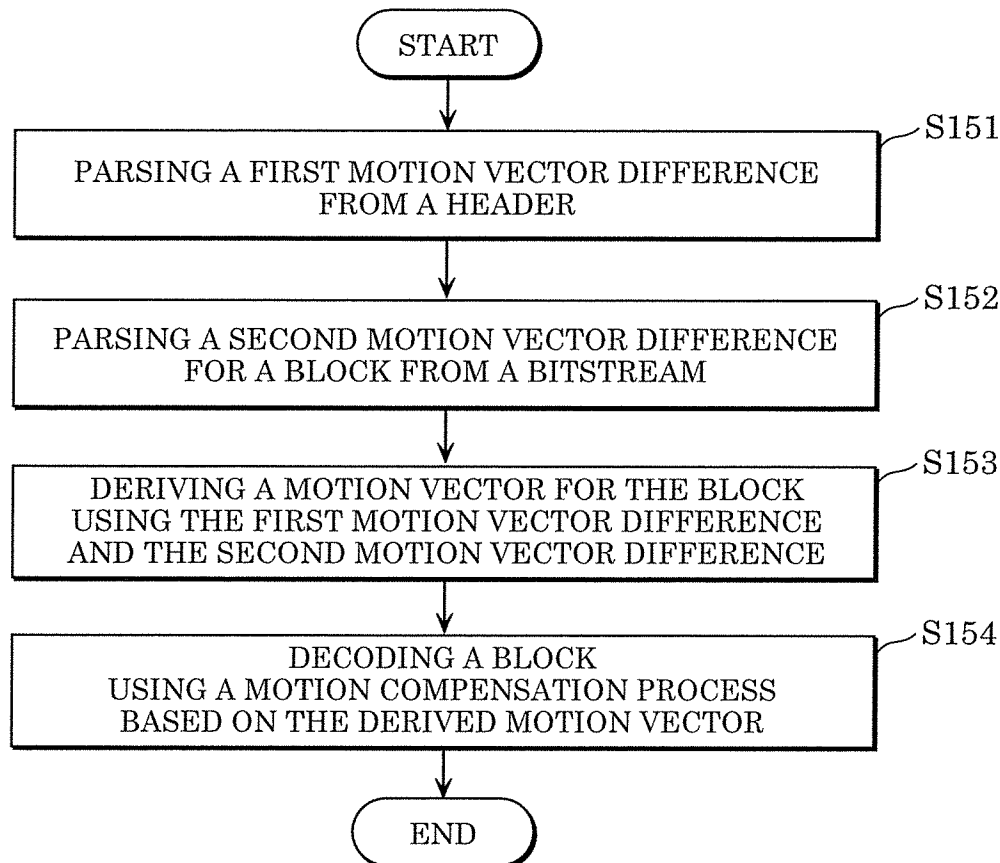 START
S151
PARSING A FIRST MOTION VECTOR DIFFERENCE
FROM A HEADER
S152
PARSING A SECOND MOTION VECTOR DIFFERENCE
FOR A BLOCK FROM A BITSTREAM
S153
DERIVING A MOTION VECTOR FOR THE BLOCK
USING THE FIRST MOTION VECTOR DIFFERENCE
AND THE SECOND MOTION VECTOR DIFFERENCE
S154
DECODING A BLOCK
USING A MOTION COMPENSATION PROCESS
BASED ON THE DERIVED MOTION VECTOR
END